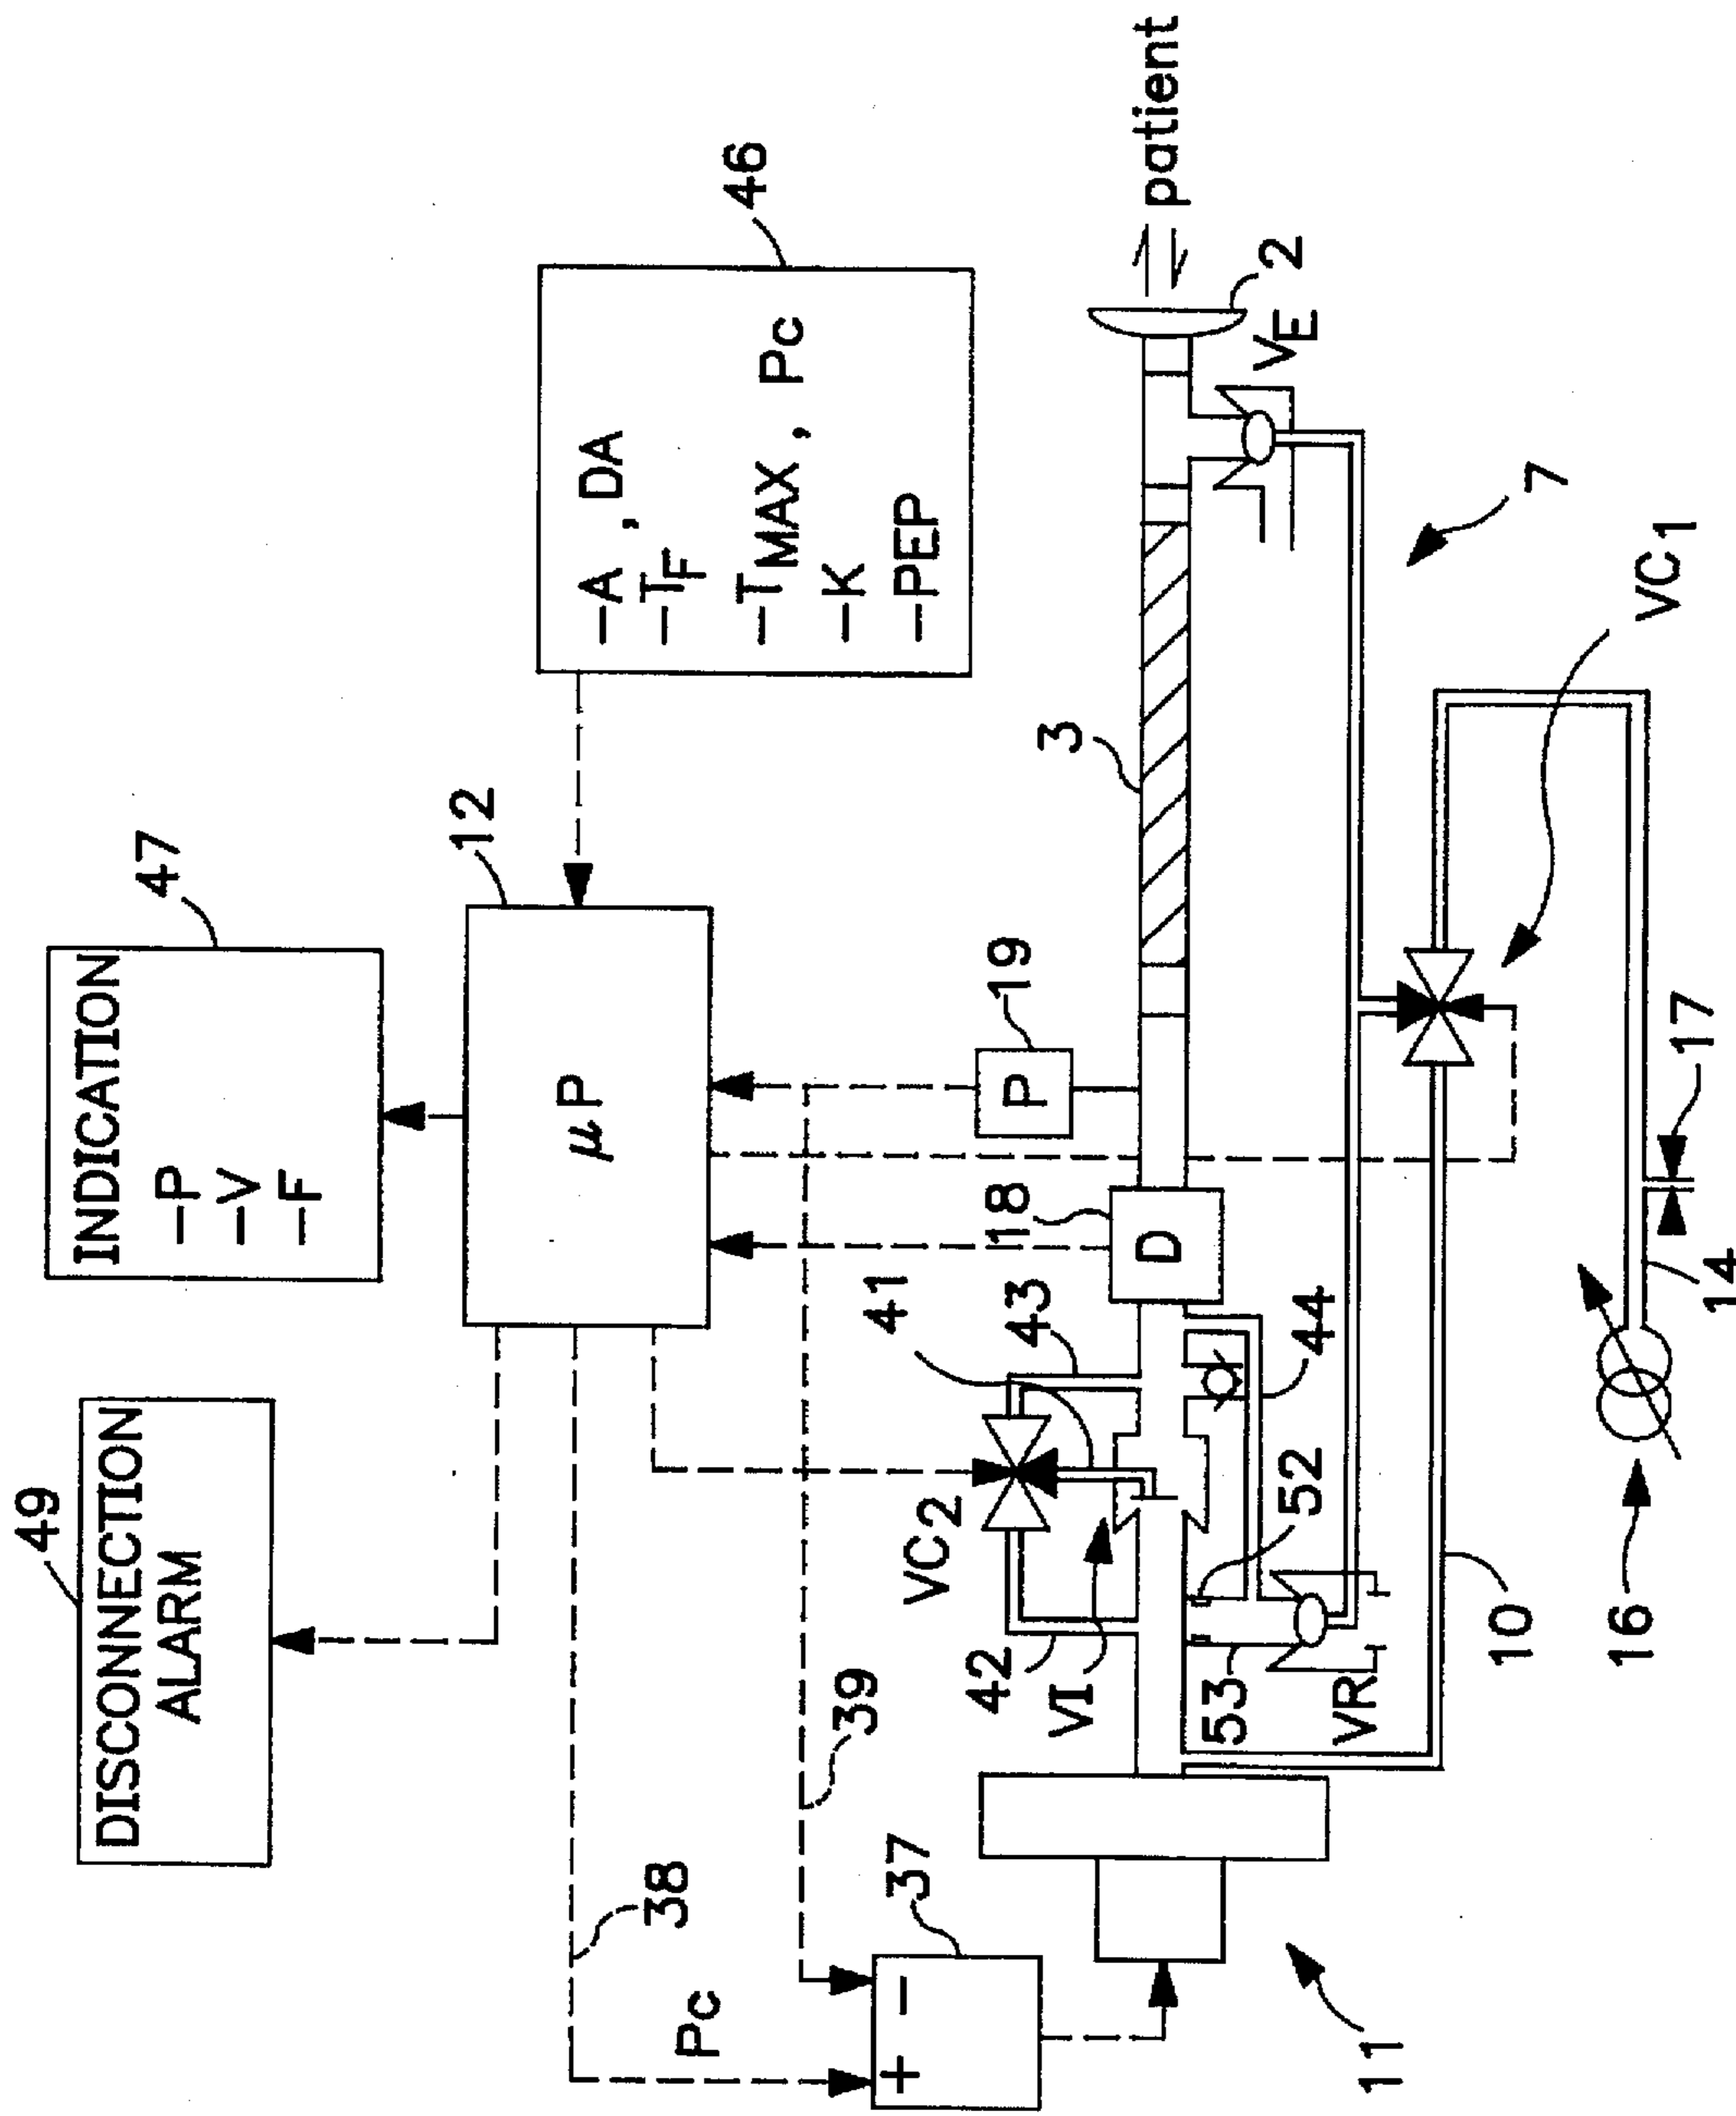 49
DISCONNECTION
ALARM
47
INDICATION
–P
–V
–F
12
µP
46
–A , DA
–TF
–TMAX , Pc
–K
–PEP
38
Pc
39
37
+ –
11
VC2
41
43
42
VI
18
D
19
P
3
patient
2
VE
7
VC1
44
52
53
VR
10
16
14
17